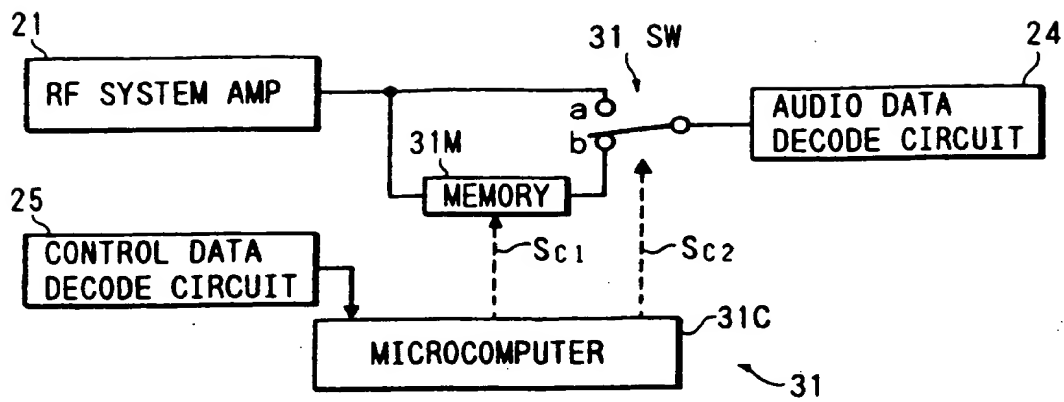 21
RF SYSTEM AMP
31 SW
24
a
b
AUDIO DATA
DECODE CIRCUIT
31M
MEMORY
25
CONTROL DATA
DECODE CIRCUIT
SC1
SC2
31C
MICROCOMPUTER
31